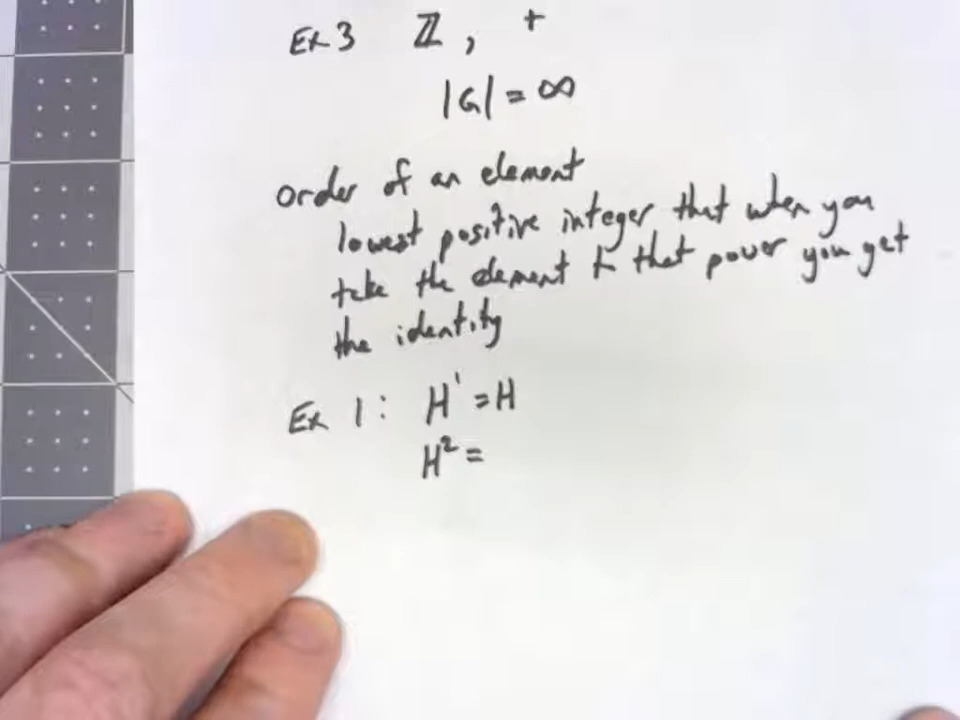 Ex 3 ℤ, +
|G| = ∞
order of an element
lowest positive integer that when you
take the element to that power you get
the identity
Ex 1: H¹ = H
H² =